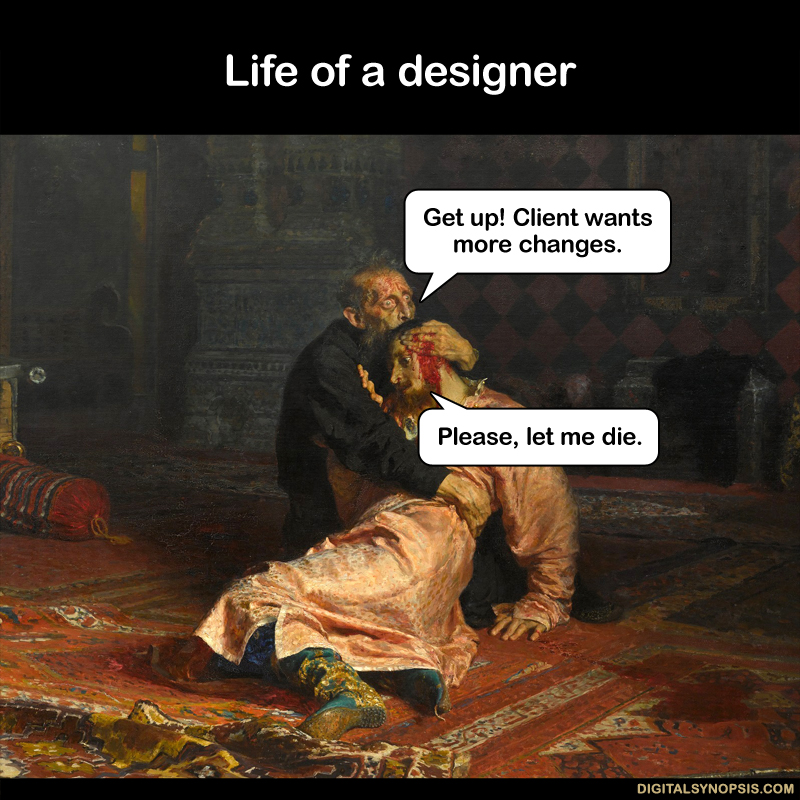 Life of a designer
Get up! Client wants
more changes.
Please, let me die.
DIGITALSYNOPSIS.COM